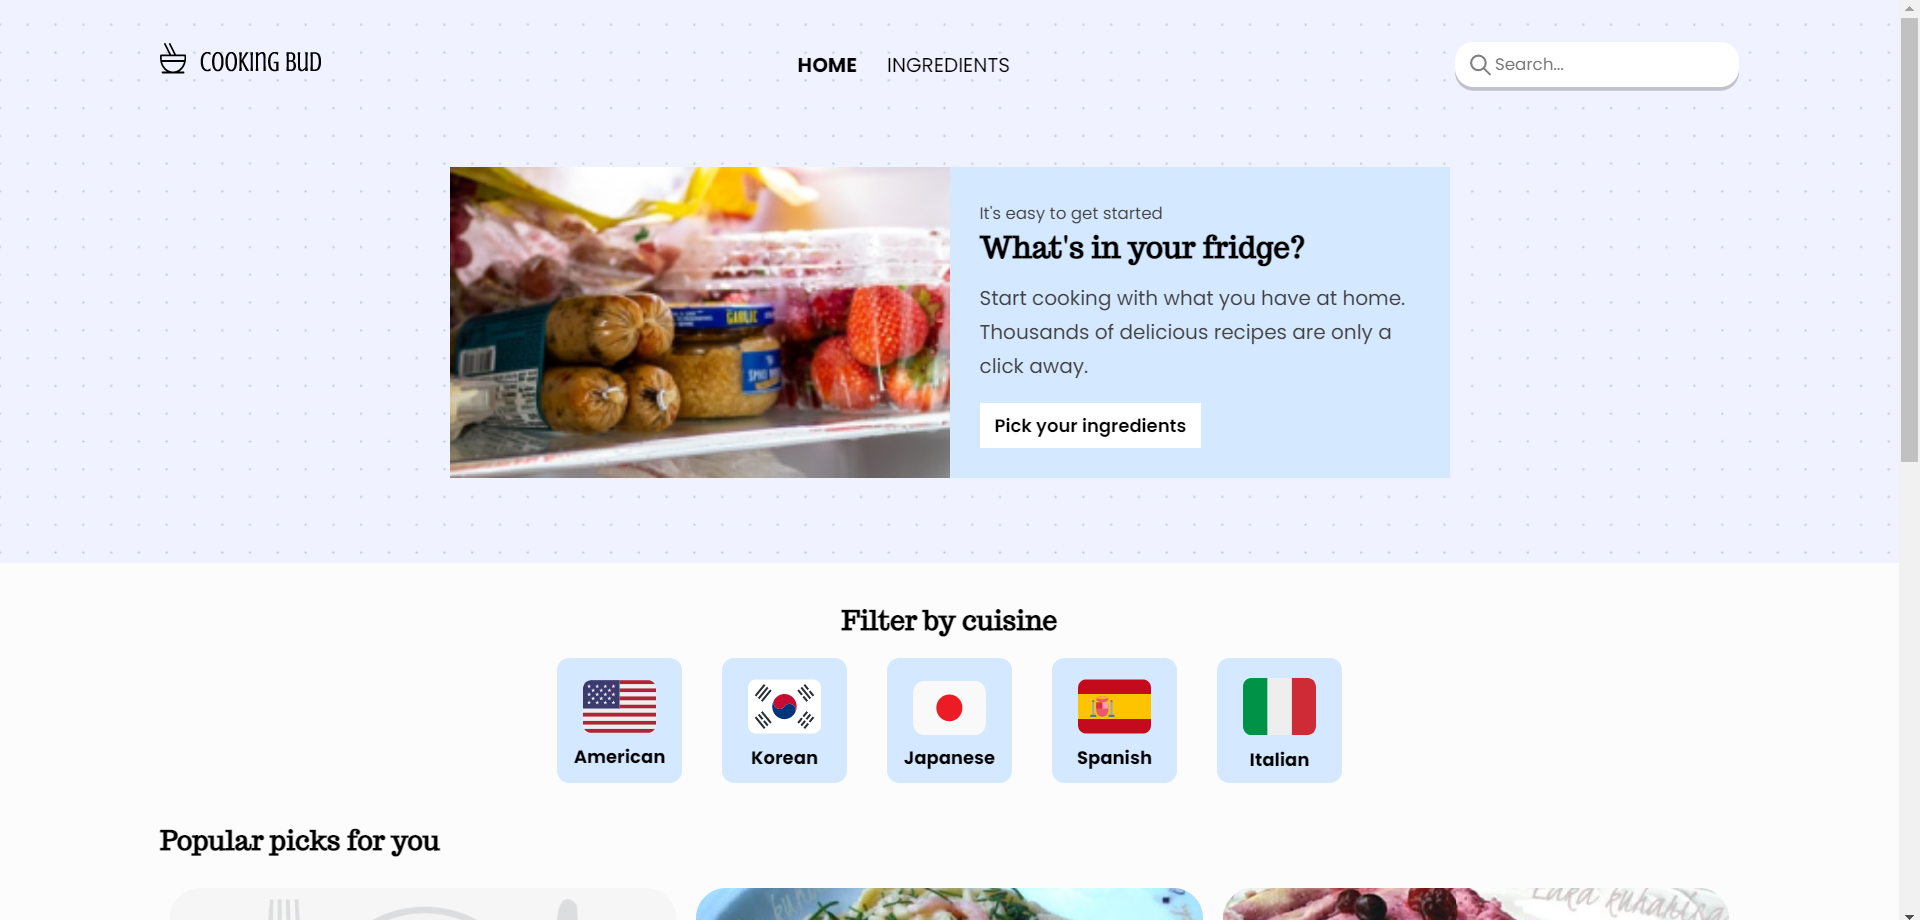 COOKING BUD
HOME
INGREDIENTS
Search...
It's easy to get started
What's in your fridge?
Start cooking with what you have at home.
Thousands of delicious recipes are only a
click away.
Pick your ingredients
GARLIC
Filter by cuisine
American
Korean
Japanese
Spanish
Italian
Popular picks for you